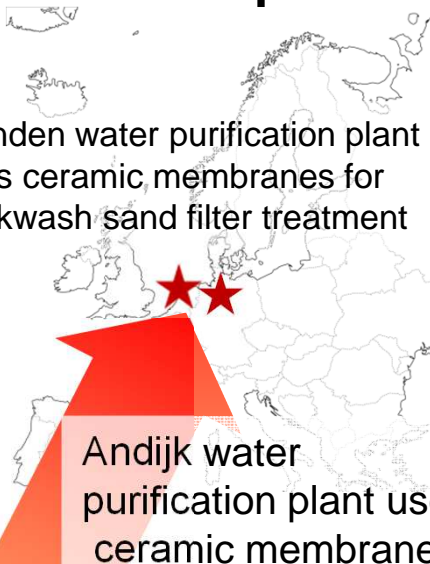 nden water purification plant
s ceramic membranes for
kwash sand filter treatment
Andijk water
purification plant us
ceramic membrane